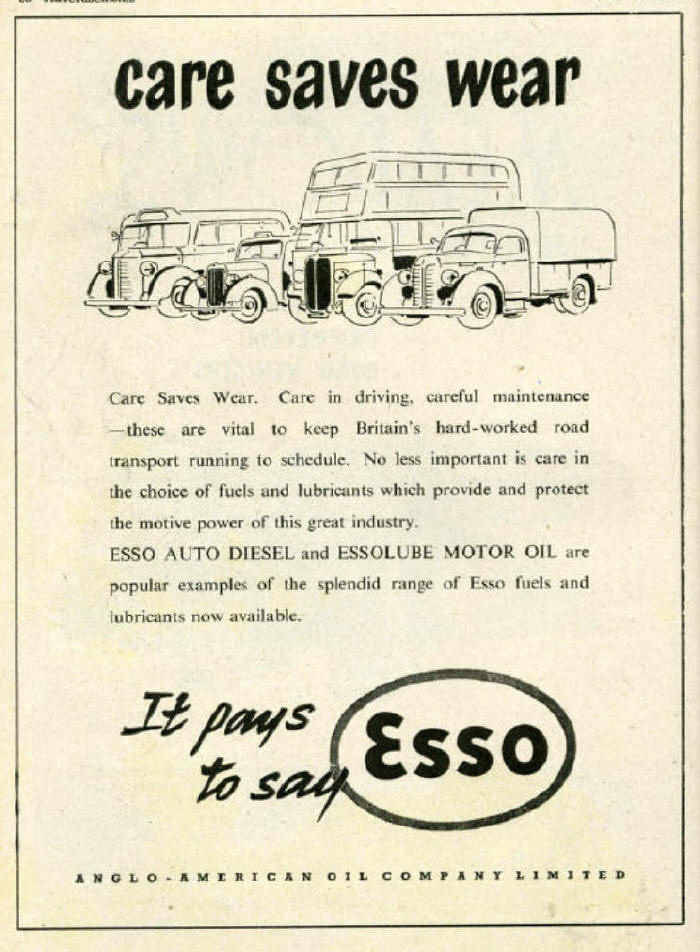 care saves wear
Care Saves Wear. Care in driving, careful maintenance
—these are vital to keep Britain's hard-worked road
transport running to schedule. No less important is care in
the choice of fuels and lubricants which provide and protect
the motive power of this great industry.
ESSO AUTO DIESEL and ESSOLUBE MOTOR OIL are
popular examples of the splendid range of Esso fuels and
lubricants now available.
It pays
to say
Esso
ANGLO-AMERICAN OIL COMPANY LIMITED